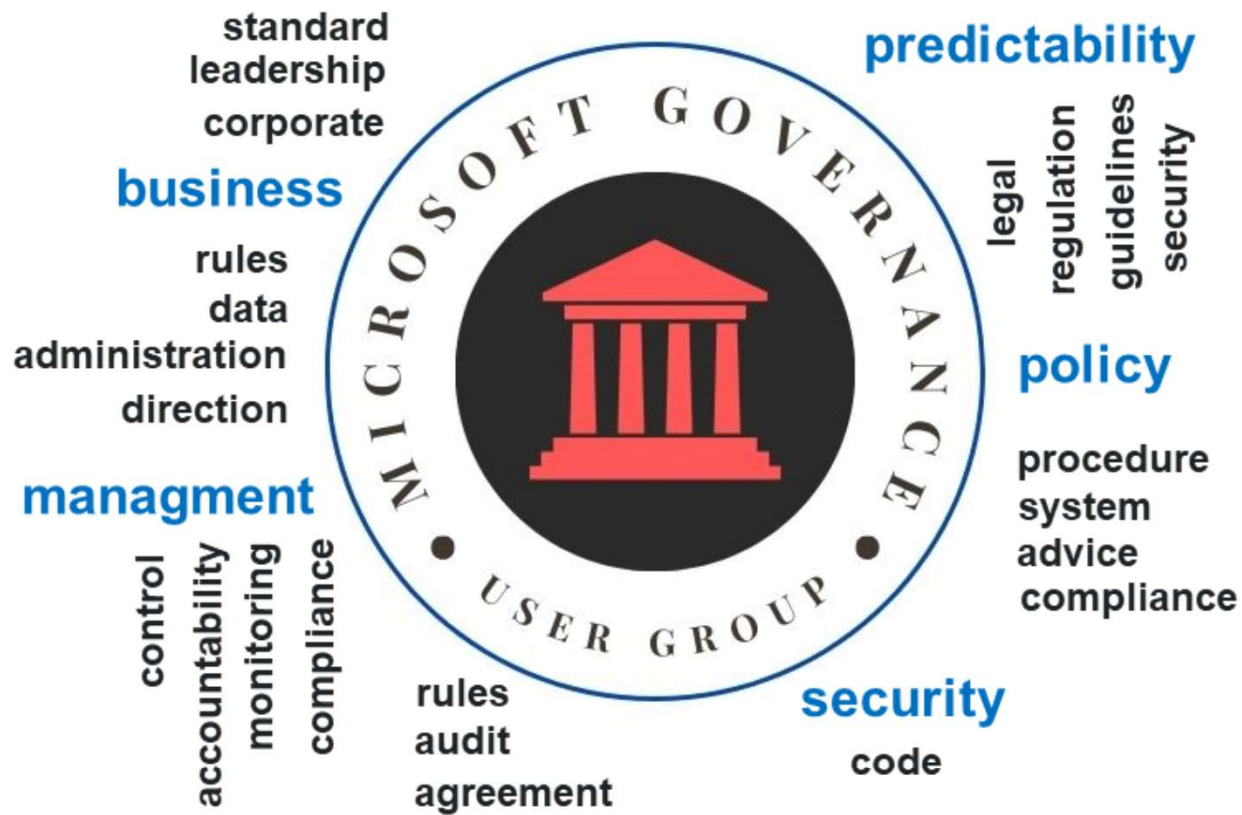 standard
leadership
corporate
business
rules
data
administration
direction
managment
control
accountability
monitoring
compliance
MICROSOFT GOVERNANCE
• USER GROUP •
predictability
legal
regulation
guidelines
security
policy
procedure
system
advice
compliance
rules
audit
agreement
security
code